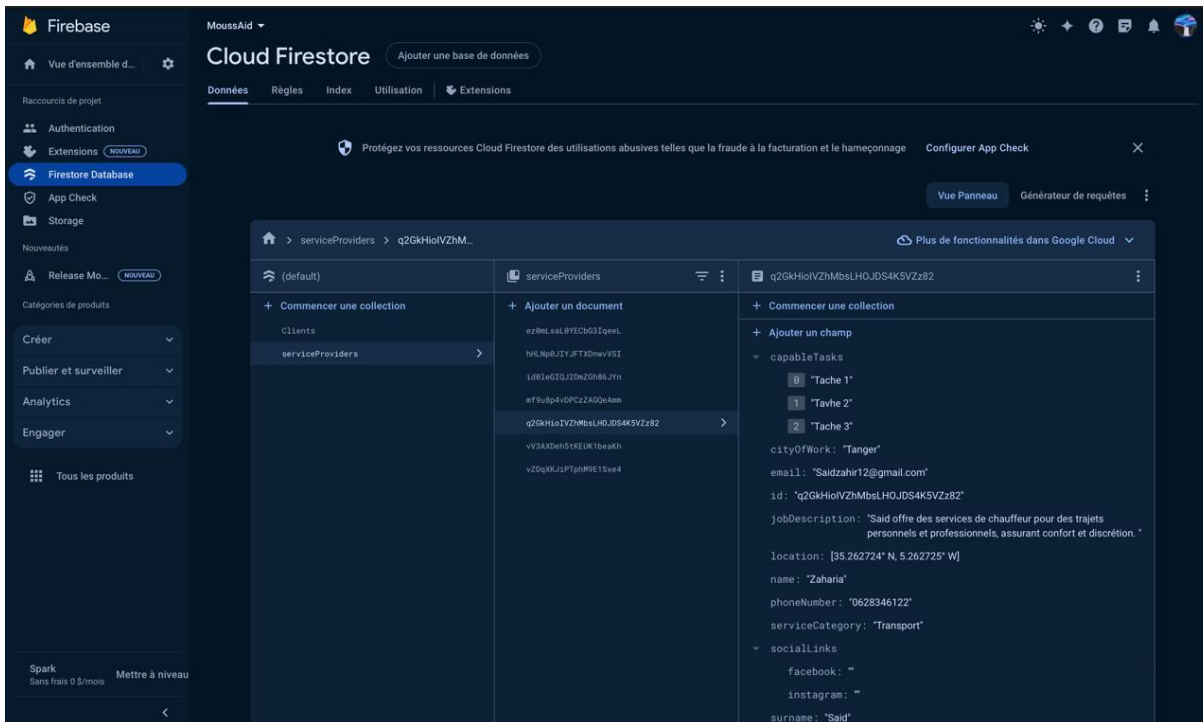 Firebase
MoussAid
Cloud Firestore
Ajouter une base de données
Vue d'ensemble d...
Données Règles Index Utilisation Extensions
Raccourcis de projet
Authentication
Extensions NOUVEAU
Firestore Database
App Check
Storage
Nouveautés
Release Mo... NOUVEAU
Catégories de produits
Créer
Publier et surveiller
Analytics
Engager
Tous les produits
Spark
Sans frais 0 $/mois
Mettre à niveau
Protégez vos ressources Cloud Firestore des utilisations abusives telles que la fraude à la facturation et le hameçonnage Configurer App Check
Vue Panneau Générateur de requêtes
serviceProviders > q2GkHioIVZhM...
Plus de fonctionnalités dans Google Cloud
(default)
+ Commencer une collection
Clients
serviceProviders
serviceProviders
+ Ajouter un document
ez0mLsaL0YECbG3IqeeL
hHLNp0JIYJFTXDnwvVSI
id0leGIQJ2DmZGh86JYn
mf9u8p4vDPCzZAGQeAmm
q2GkHioIVZhMbsLHOJDS4K5VZz82
vV3AXDeh5tKEUK1beaKh
vZDqXKJiPTphM9E1Sxe4
q2GkHioIVZhMbsLHOJDS4K5VZz82
+ Commencer une collection
+ Ajouter un champ
capableTasks
0 "Tache 1"
1 "Tavhe 2"
2 "Tache 3"
cityOfWork: "Tanger"
email: "Saidzahir12@gmail.com"
id: "q2GkHioIVZhMbsLHOJDS4K5VZz82"
jobDescription: "Said offre des services de chauffeur pour des trajets
personnels et professionnels, assurant confort et discrétion. "
location: [35.262724° N, 5.262725° W]
name: "Zaharia"
phoneNumber: "0628346122"
serviceCategory: "Transport"
socialLinks
facebook: ""
instagram: ""
surname: "Said"